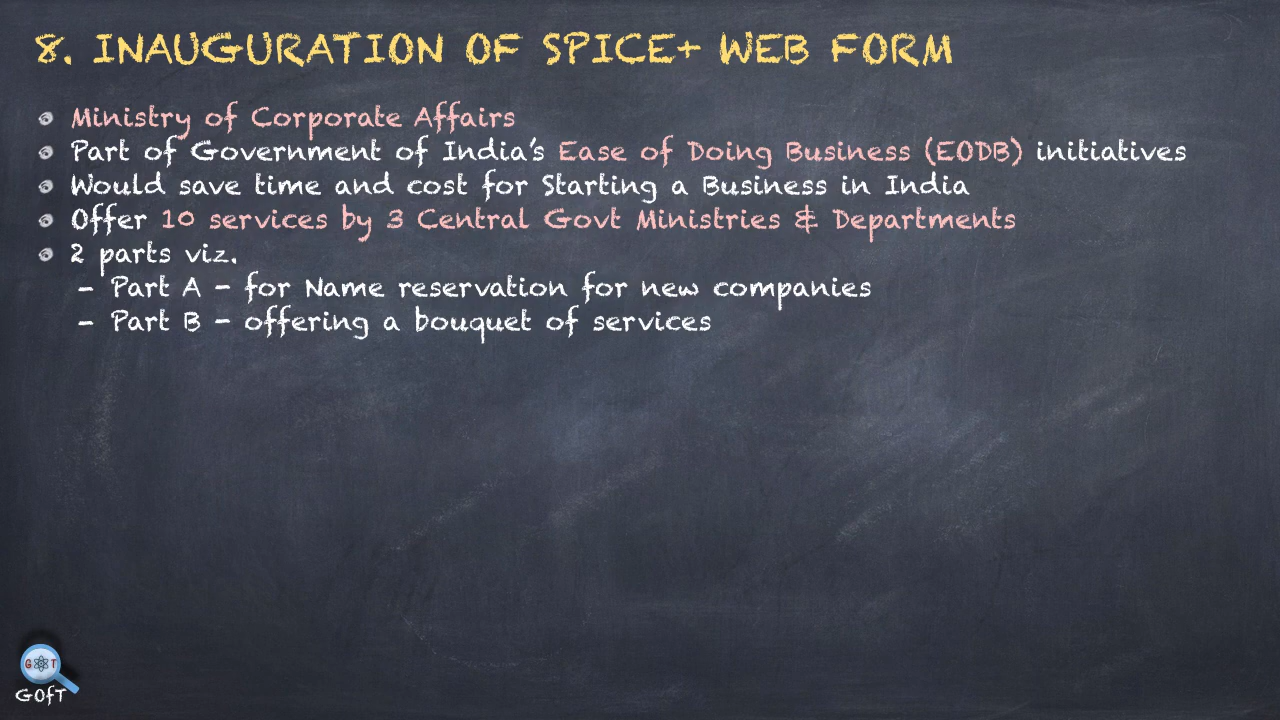 8. INAUGURATION OF SPICE+ WEB FORM
Ministry of Corporate Affairs
Part of Government of India's Ease of Doing Business (EODB) initiatives
Would save time and cost for Starting a Business in India
Offer 10 services by 3 Central Govt Ministries & Departments
2 parts viz.
- Part A - for Name reservation for new companies
- Part B - offering a bouquet of services
G T
GOfT